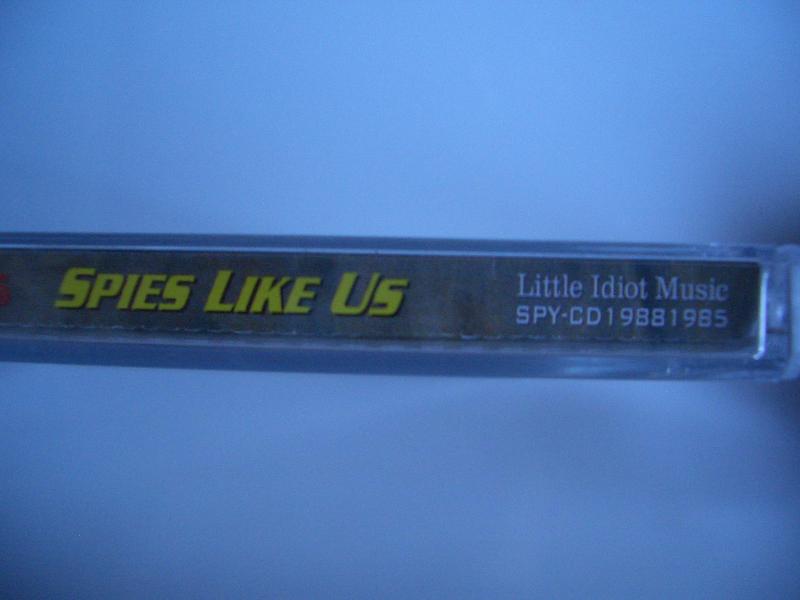 SPIES LIKE US
Little Idiot Music
SPY-CD19881985